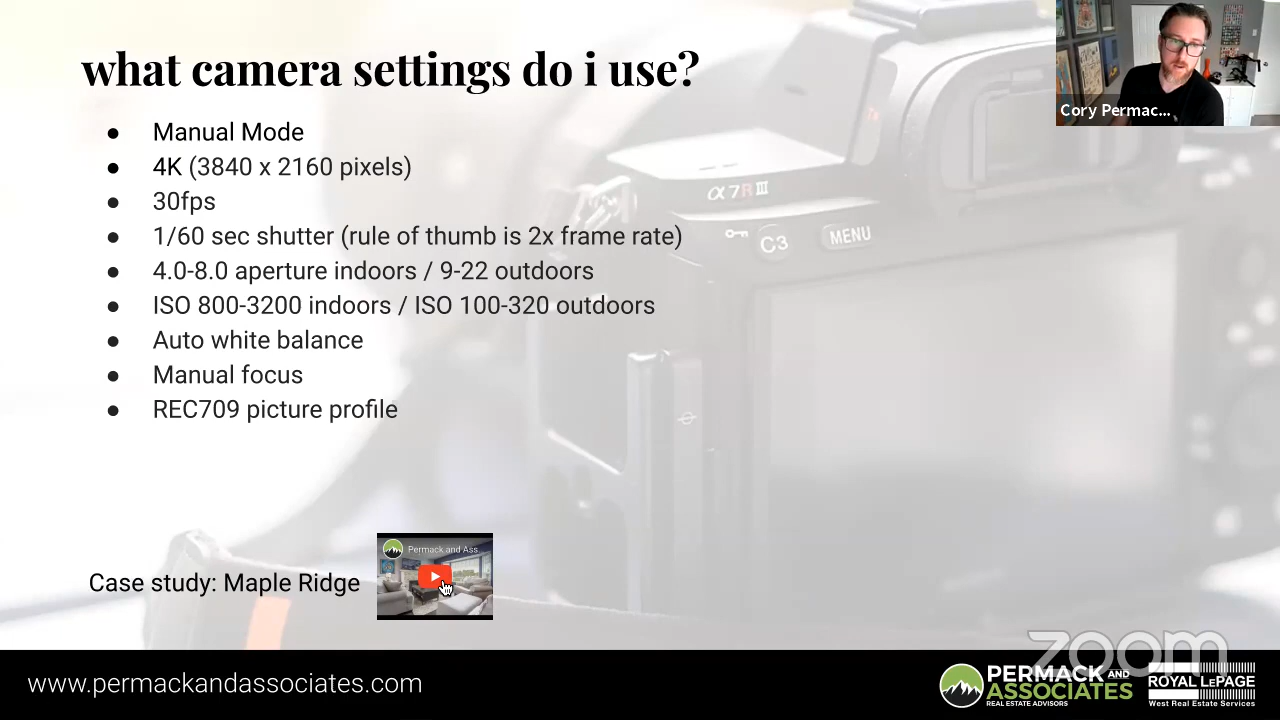 what camera settings do i use?
● Manual Mode
● 4K (3840 x 2160 pixels)
● 30fps
● 1/60 sec shutter (rule of thumb is 2x frame rate)
● 4.0-8.0 aperture indoors / 9-22 outdoors
● ISO 800-3200 indoors / ISO 100-320 outdoors
● Auto white balance
● Manual focus
● REC709 picture profile
Cory Permac...
α7RIII
C3 MENU
Case study: Maple Ridge
Permack and Ass...
zoom
www.permackandassociates.com
PERMACK AND
ASSOCIATES
REAL ESTATE ADVISORS
ROYAL LEPAGE
West Real Estate Services